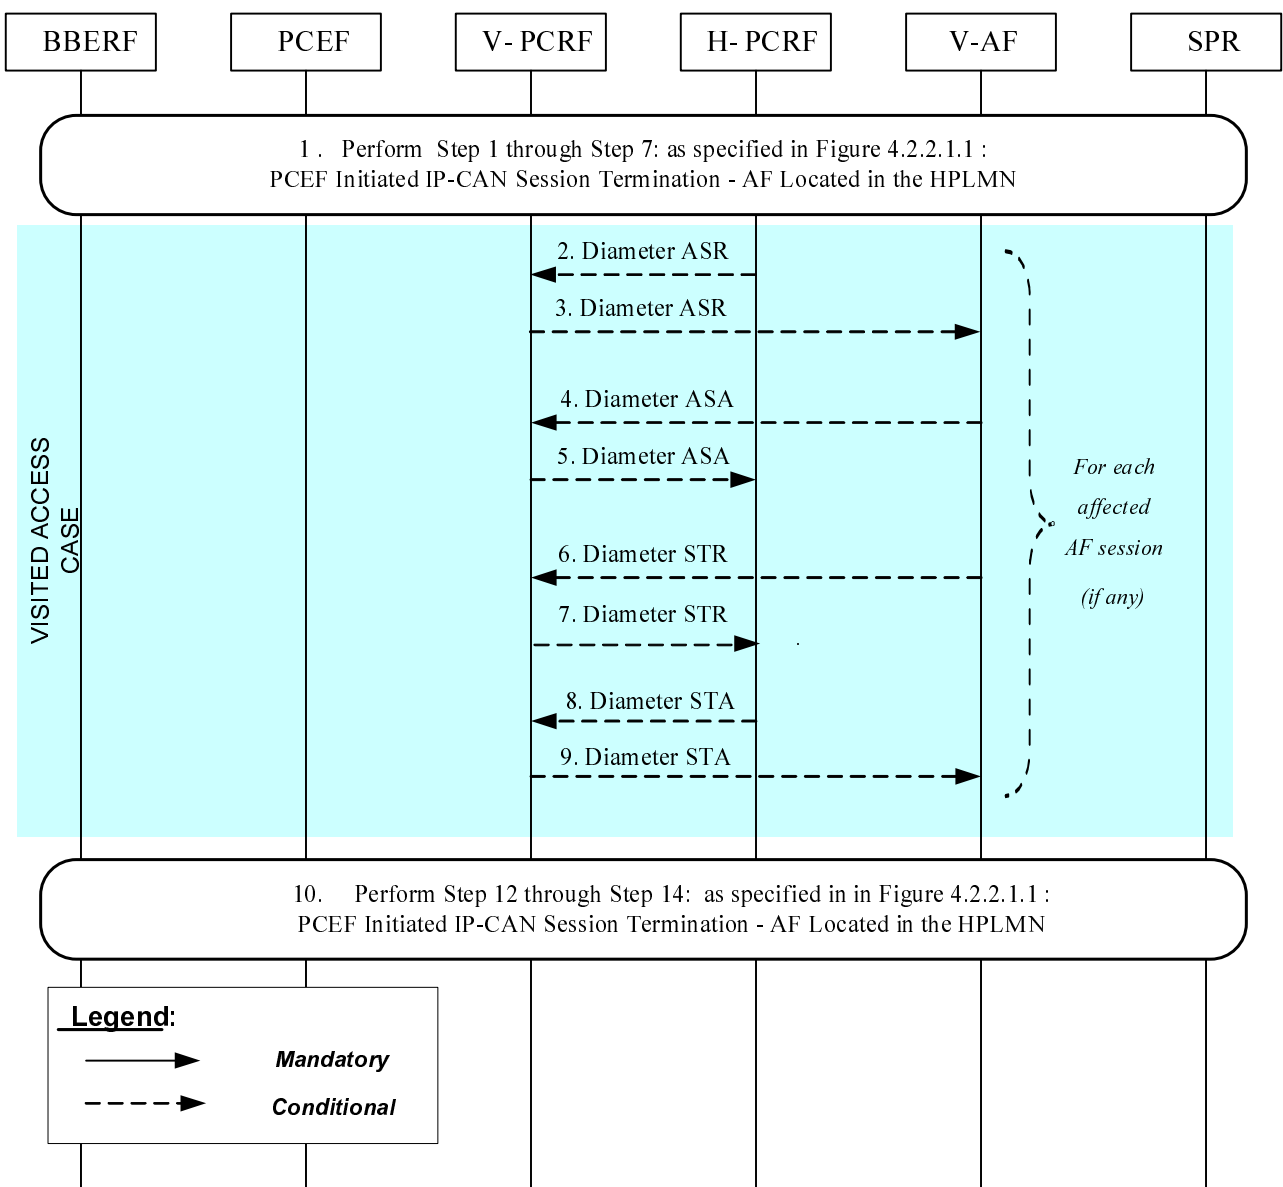 BBERF
PCEF
V- PCRF
H- PCRF
V-AF
SPR
1 . Perform Step 1 through Step 7: as specified in Figure 4.2.2.1.1 :
PCEF Initiated IP-CAN Session Termination - AF Located in the HPLMN
2. Diameter ASR
3. Diameter ASR
4. Diameter ASA
5. Diameter ASA
6. Diameter STR
7. Diameter STR
8. Diameter STA
9. Diameter STA
VISITED ACCESS
CASE
For each
affected
AF session
(if any)
10. Perform Step 12 through Step 14: as specified in in Figure 4.2.2.1.1 :
PCEF Initiated IP-CAN Session Termination - AF Located in the HPLMN
Legend:
Mandatory
Conditional